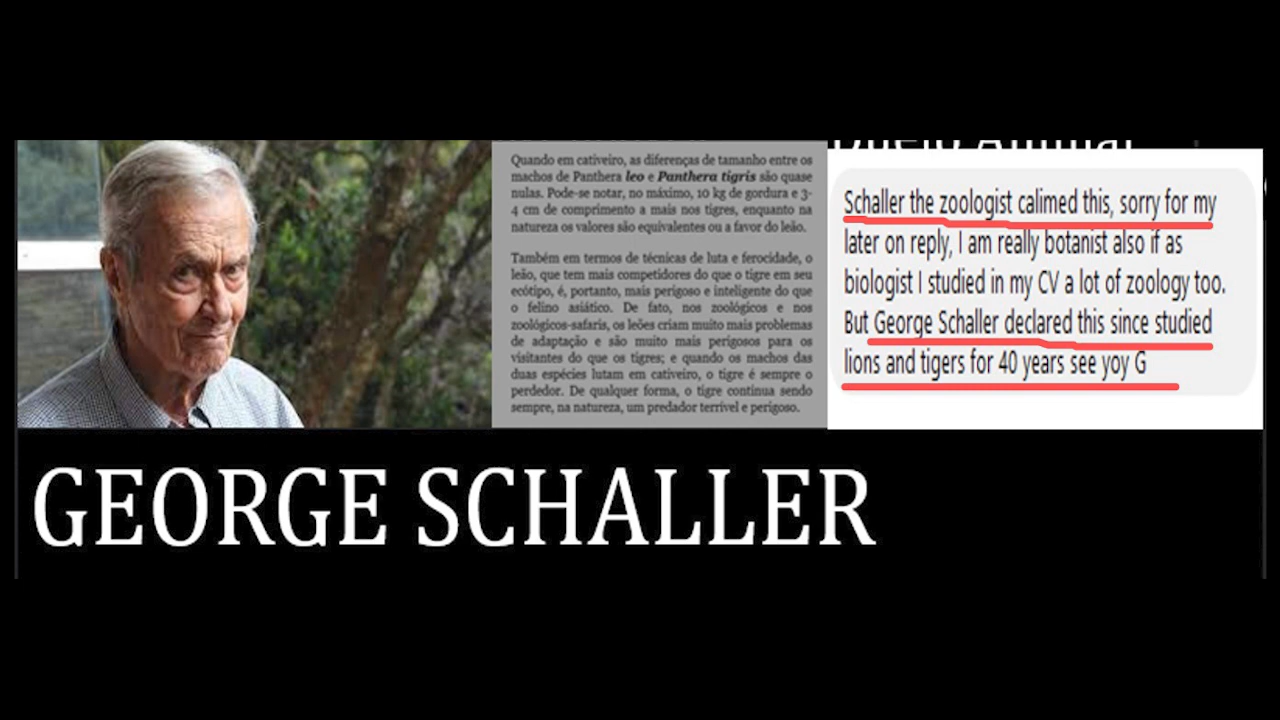 Quando em cativeiro, as diferenças de tamanho entre os
machos de Panthera leo e Panthera tigris são quase
nulas. Pode-se notar, no máximo, 10 kg de gordura e 3-
4 cm de comprimento a mais nos tigres, enquanto na
natureza os valores são equivalentes ou a favor do leão.
Também em termos de técnicas de luta e ferocidade, o
leão, que tem mais competidores do que o tigre em seu
ecótipo, é, portanto, mais perigoso e inteligente do que
o felino asiático. De fato, nos zoológicos e nos
zoológicos-safaris, os leões criam muito mais problemas
de adaptação e são muito mais perigosos para os
visitantes do que os tigres; e quando os machos das
duas espécies lutam em cativeiro, o tigre é sempre o
perdedor. De qualquer forma, o tigre continua sendo
sempre, na natureza, um predador terrível e perigoso.
Schaller the zoologist calimed this, sorry for my
later on reply, I am really botanist also if as
biologist I studied in my CV a lot of zoology too.
But George Schaller declared this since studied
lions and tigers for 40 years see yoy G
GEORGE SCHALLER